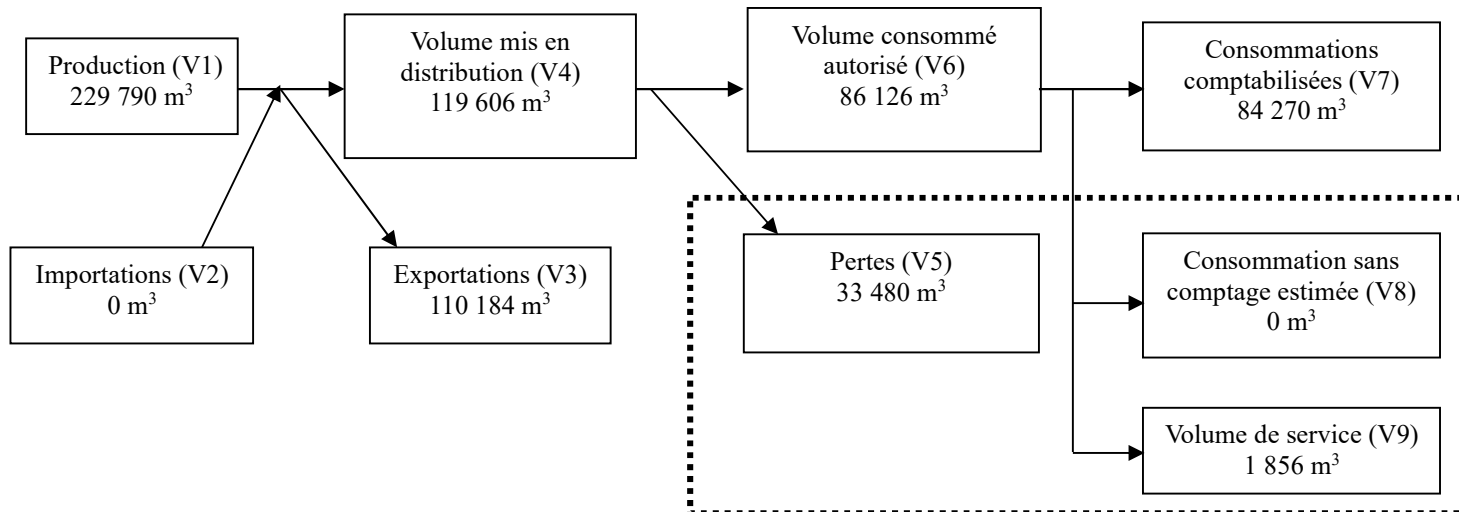 Production (V1)
229 790 m³
Volume mis en
distribution (V4)
119 606 m³
Volume consommé
autorisé (V6)
86 126 m³
Consommations
comptabilisées (V7)
84 270 m³
Importations (V2)
0 m³
Exportations (V3)
110 184 m³
Pertes (V5)
33 480 m³
Consommation sans
comptage estimée (V8)
0 m³
Volume de service (V9)
1 856 m³